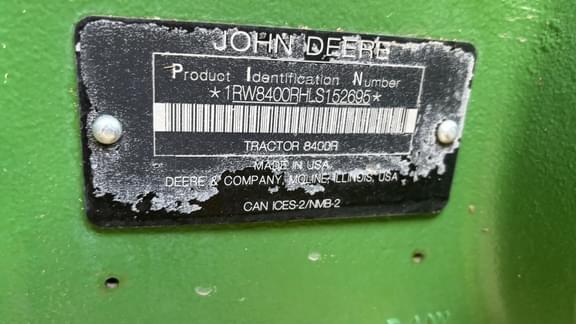 JOHN DEERE
Product Identification Number
*1RW8400RHLS152695*
TRACTOR 8400R
MADE IN USA
DEERE & COMPANY, MOLINE, ILLINOIS, USA
CAN ICES-2/NMB-2